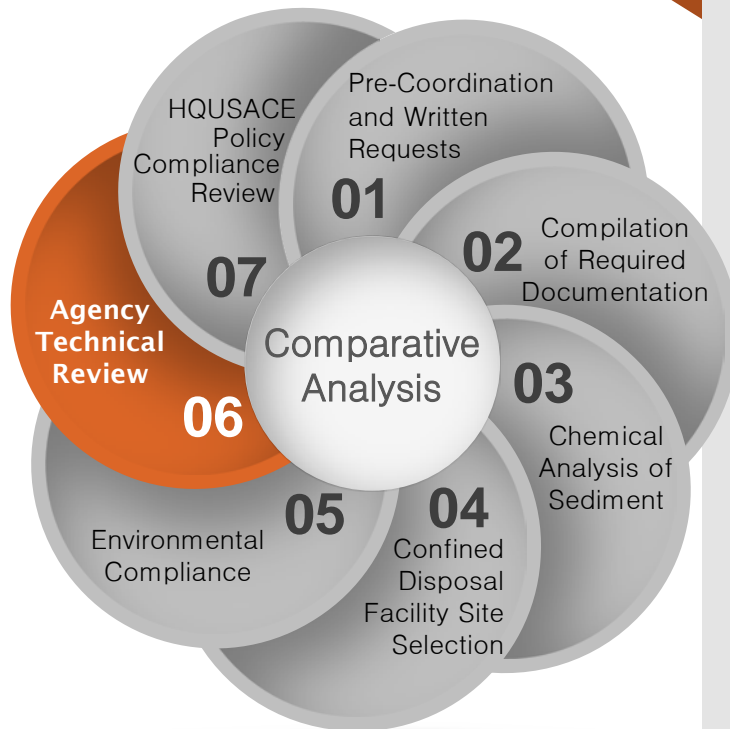 Pre-Coordination
and Written
Requests
01
02
Compilation
of Required
Documentation
03
Chemical
Analysis of
Sediment
04
Confined
Disposal
Facility Site
Selection
05
Environmental
Compliance
Agency
Technical
Review
06
HQUSACE
Policy
Compliance
Review
07
Comparative
Analysis